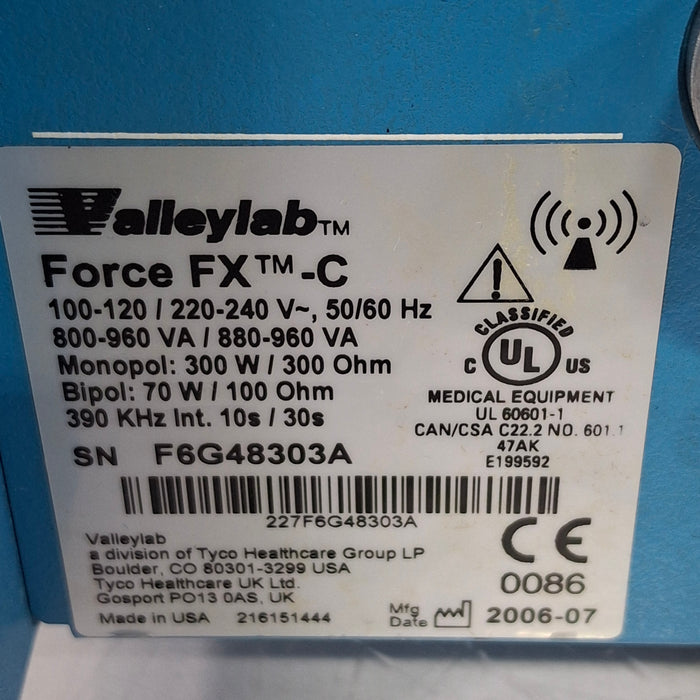 Valleylab™
Force FX™-C
100-120 / 220-240 V~, 50/60 Hz
800-960 VA / 880-960 VA
Monopol: 300 W / 300 Ohm
Bipol: 70 W / 100 Ohm
390 KHz Int. 10s / 30s
SN F6G48303A
227F6G48303A
CLASSIFIED
C UL US
MEDICAL EQUIPMENT
UL 60601-1
CAN/CSA C22.2 NO. 601.1
47AK
E199592
Valleylab
a division of Tyco Healthcare Group LP
Boulder, CO 80301-3299 USA
Tyco Healthcare UK Ltd.
Gosport PO13 0AS, UK
Made in USA 216151444
CE
0086
Mfg
Date 2006-07